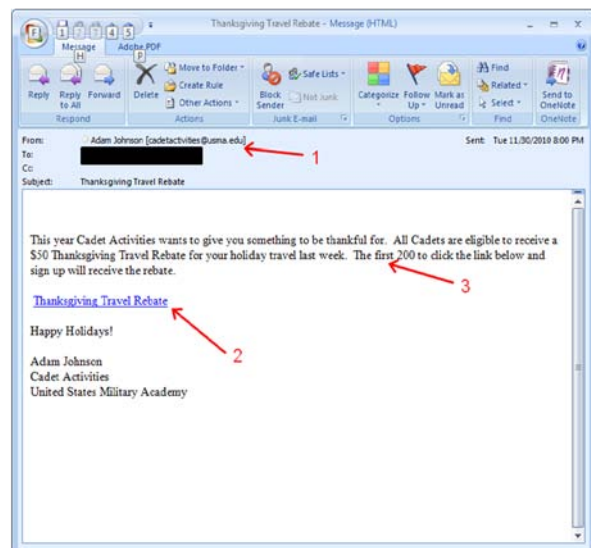 Thanksgiving Travel Rebate - Message (HTML)
1 2 3 4 5
F Message Adobe PDF
H P
Reply Reply to All Forward Delete Move to Folder Create Rule Other Actions Block Sender Safe Lists Not Junk Categorize Follow Up Mark as Unread Find Related Select Send to OneNote
Respond Actions Junk E-mail Options Find OneNote
From: Adam Johnson [cadetactivities@usma.edu] Sent: Tue 11/30/2010 8:00 PM
1
To:
Cc:
Subject: Thanksgiving Travel Rebate
This year Cadet Activities wants to give you something to be thankful for. All Cadets are eligible to receive a
$50 Thanksgiving Travel Rebate for your holiday travel last week. The first 200 to click the link below and
sign up will receive the rebate.
3
Thanksgiving Travel Rebate
2
Happy Holidays!
Adam Johnson
Cadet Activities
United States Military Academy